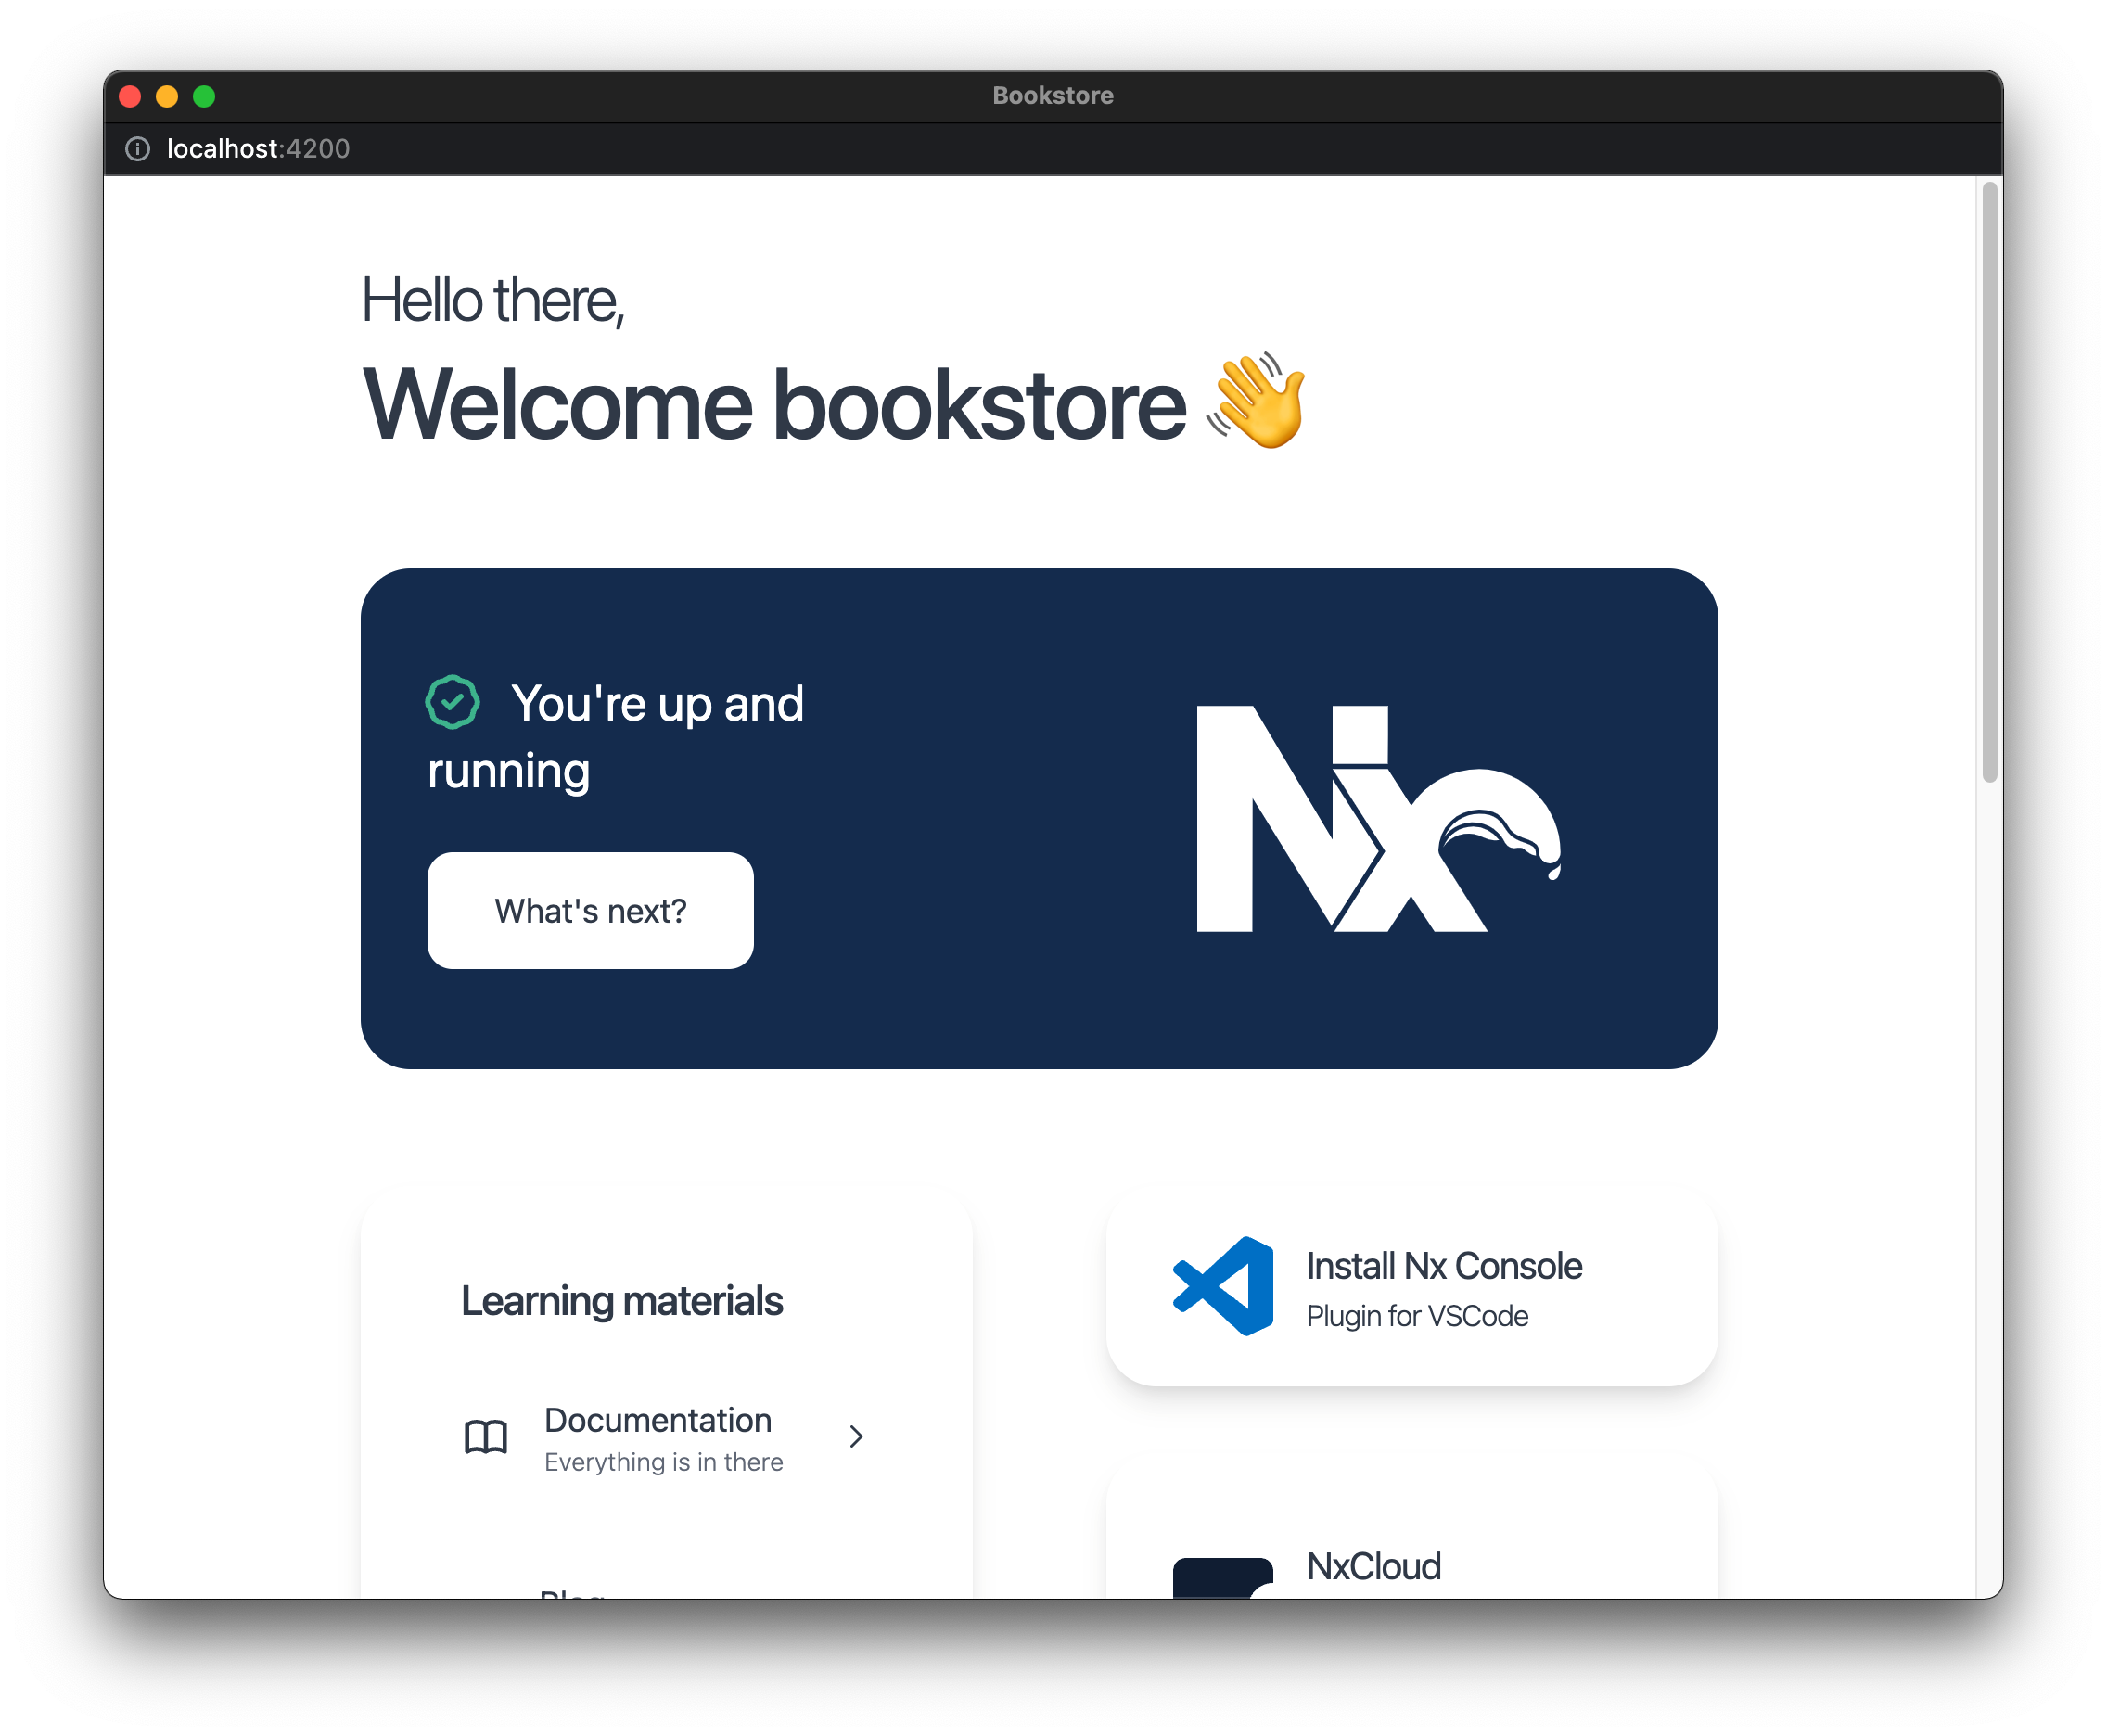 Bookstore
localhost:4200
Hello there,
Welcome bookstore 👋
You're up and
running
What's next?
Nx
Learning materials
Documentation
Everything is in there
Install Nx Console
Plugin for VSCode
NxCloud